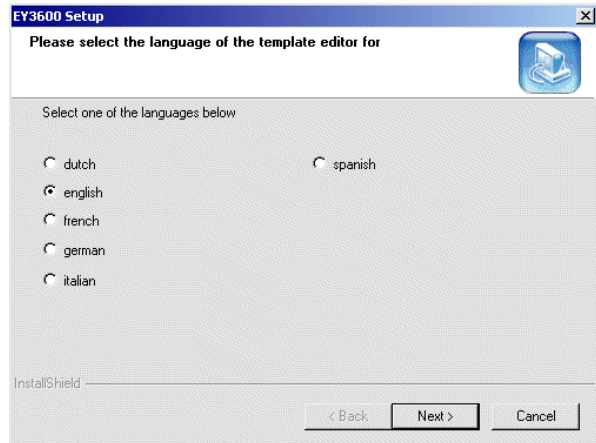 EY3600 Setup
Please select the language of the template editor for
Select one of the languages below
dutch
spanish
english
french
german
italian
InstallShield
< Back
Next >
Cancel